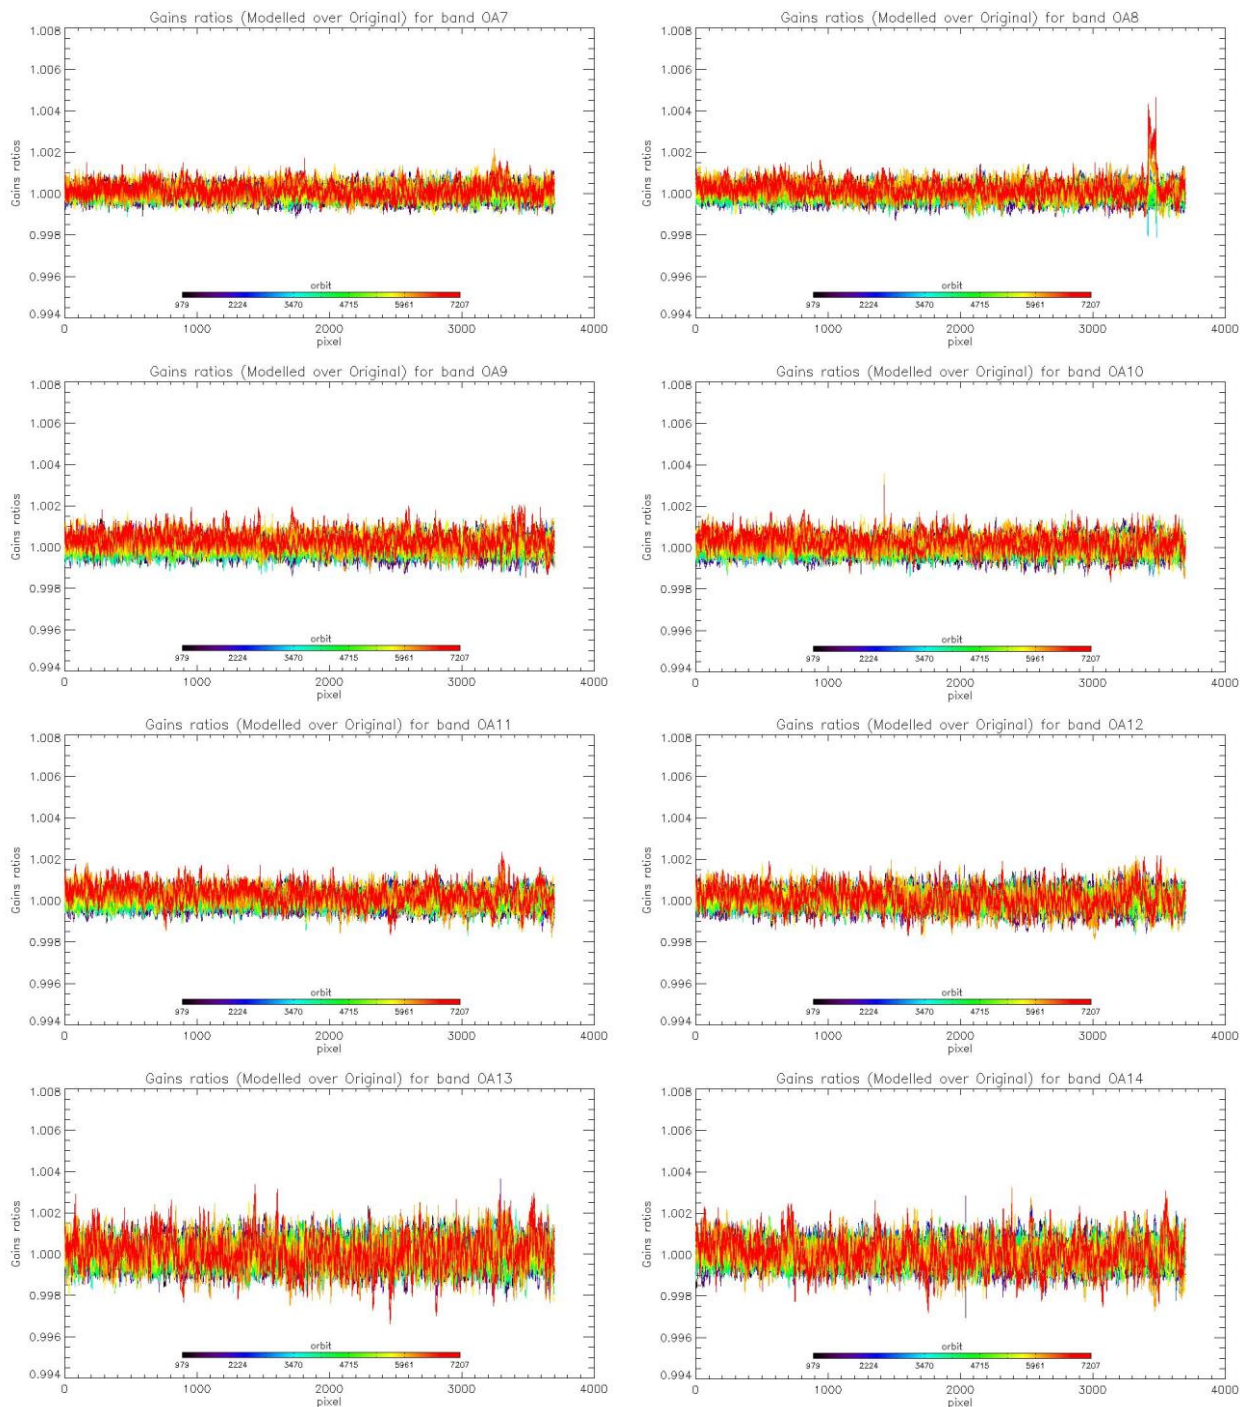 Gains ratios (Modelled over Original) for band OA7
1.008
1.006
1.004
1.002
1.000
0.998
0.996
0.994
Gains ratios
orbit
979 2224 3470 4715 5961 7207
0 1000 2000 3000 4000
pixel
Gains ratios (Modelled over Original) for band OA8
1.008
1.006
1.004
1.002
1.000
0.998
0.996
0.994
Gains ratios
orbit
979 2224 3470 4715 5961 7207
0 1000 2000 3000 4000
pixel
Gains ratios (Modelled over Original) for band OA9
1.008
1.006
1.004
1.002
1.000
0.998
0.996
0.994
Gains ratios
orbit
979 2224 3470 4715 5961 7207
0 1000 2000 3000 4000
pixel
Gains ratios (Modelled over Original) for band OA10
1.008
1.006
1.004
1.002
1.000
0.998
0.996
0.994
Gains ratios
orbit
979 2224 3470 4715 5961 7207
0 1000 2000 3000 4000
pixel
Gains ratios (Modelled over Original) for band OA11
1.008
1.006
1.004
1.002
1.000
0.998
0.996
0.994
Gains ratios
orbit
979 2224 3470 4715 5961 7207
0 1000 2000 3000 4000
pixel
Gains ratios (Modelled over Original) for band OA12
1.008
1.006
1.004
1.002
1.000
0.998
0.996
0.994
Gains ratios
orbit
979 2224 3470 4715 5961 7207
0 1000 2000 3000 4000
pixel
Gains ratios (Modelled over Original) for band OA13
1.008
1.006
1.004
1.002
1.000
0.998
0.996
0.994
Gains ratios
orbit
979 2224 3470 4715 5961 7207
0 1000 2000 3000 4000
pixel
Gains ratios (Modelled over Original) for band OA14
1.008
1.006
1.004
1.002
1.000
0.998
0.996
0.994
Gains ratios
orbit
979 2224 3470 4715 5961 7207
0 1000 2000 3000 4000
pixel